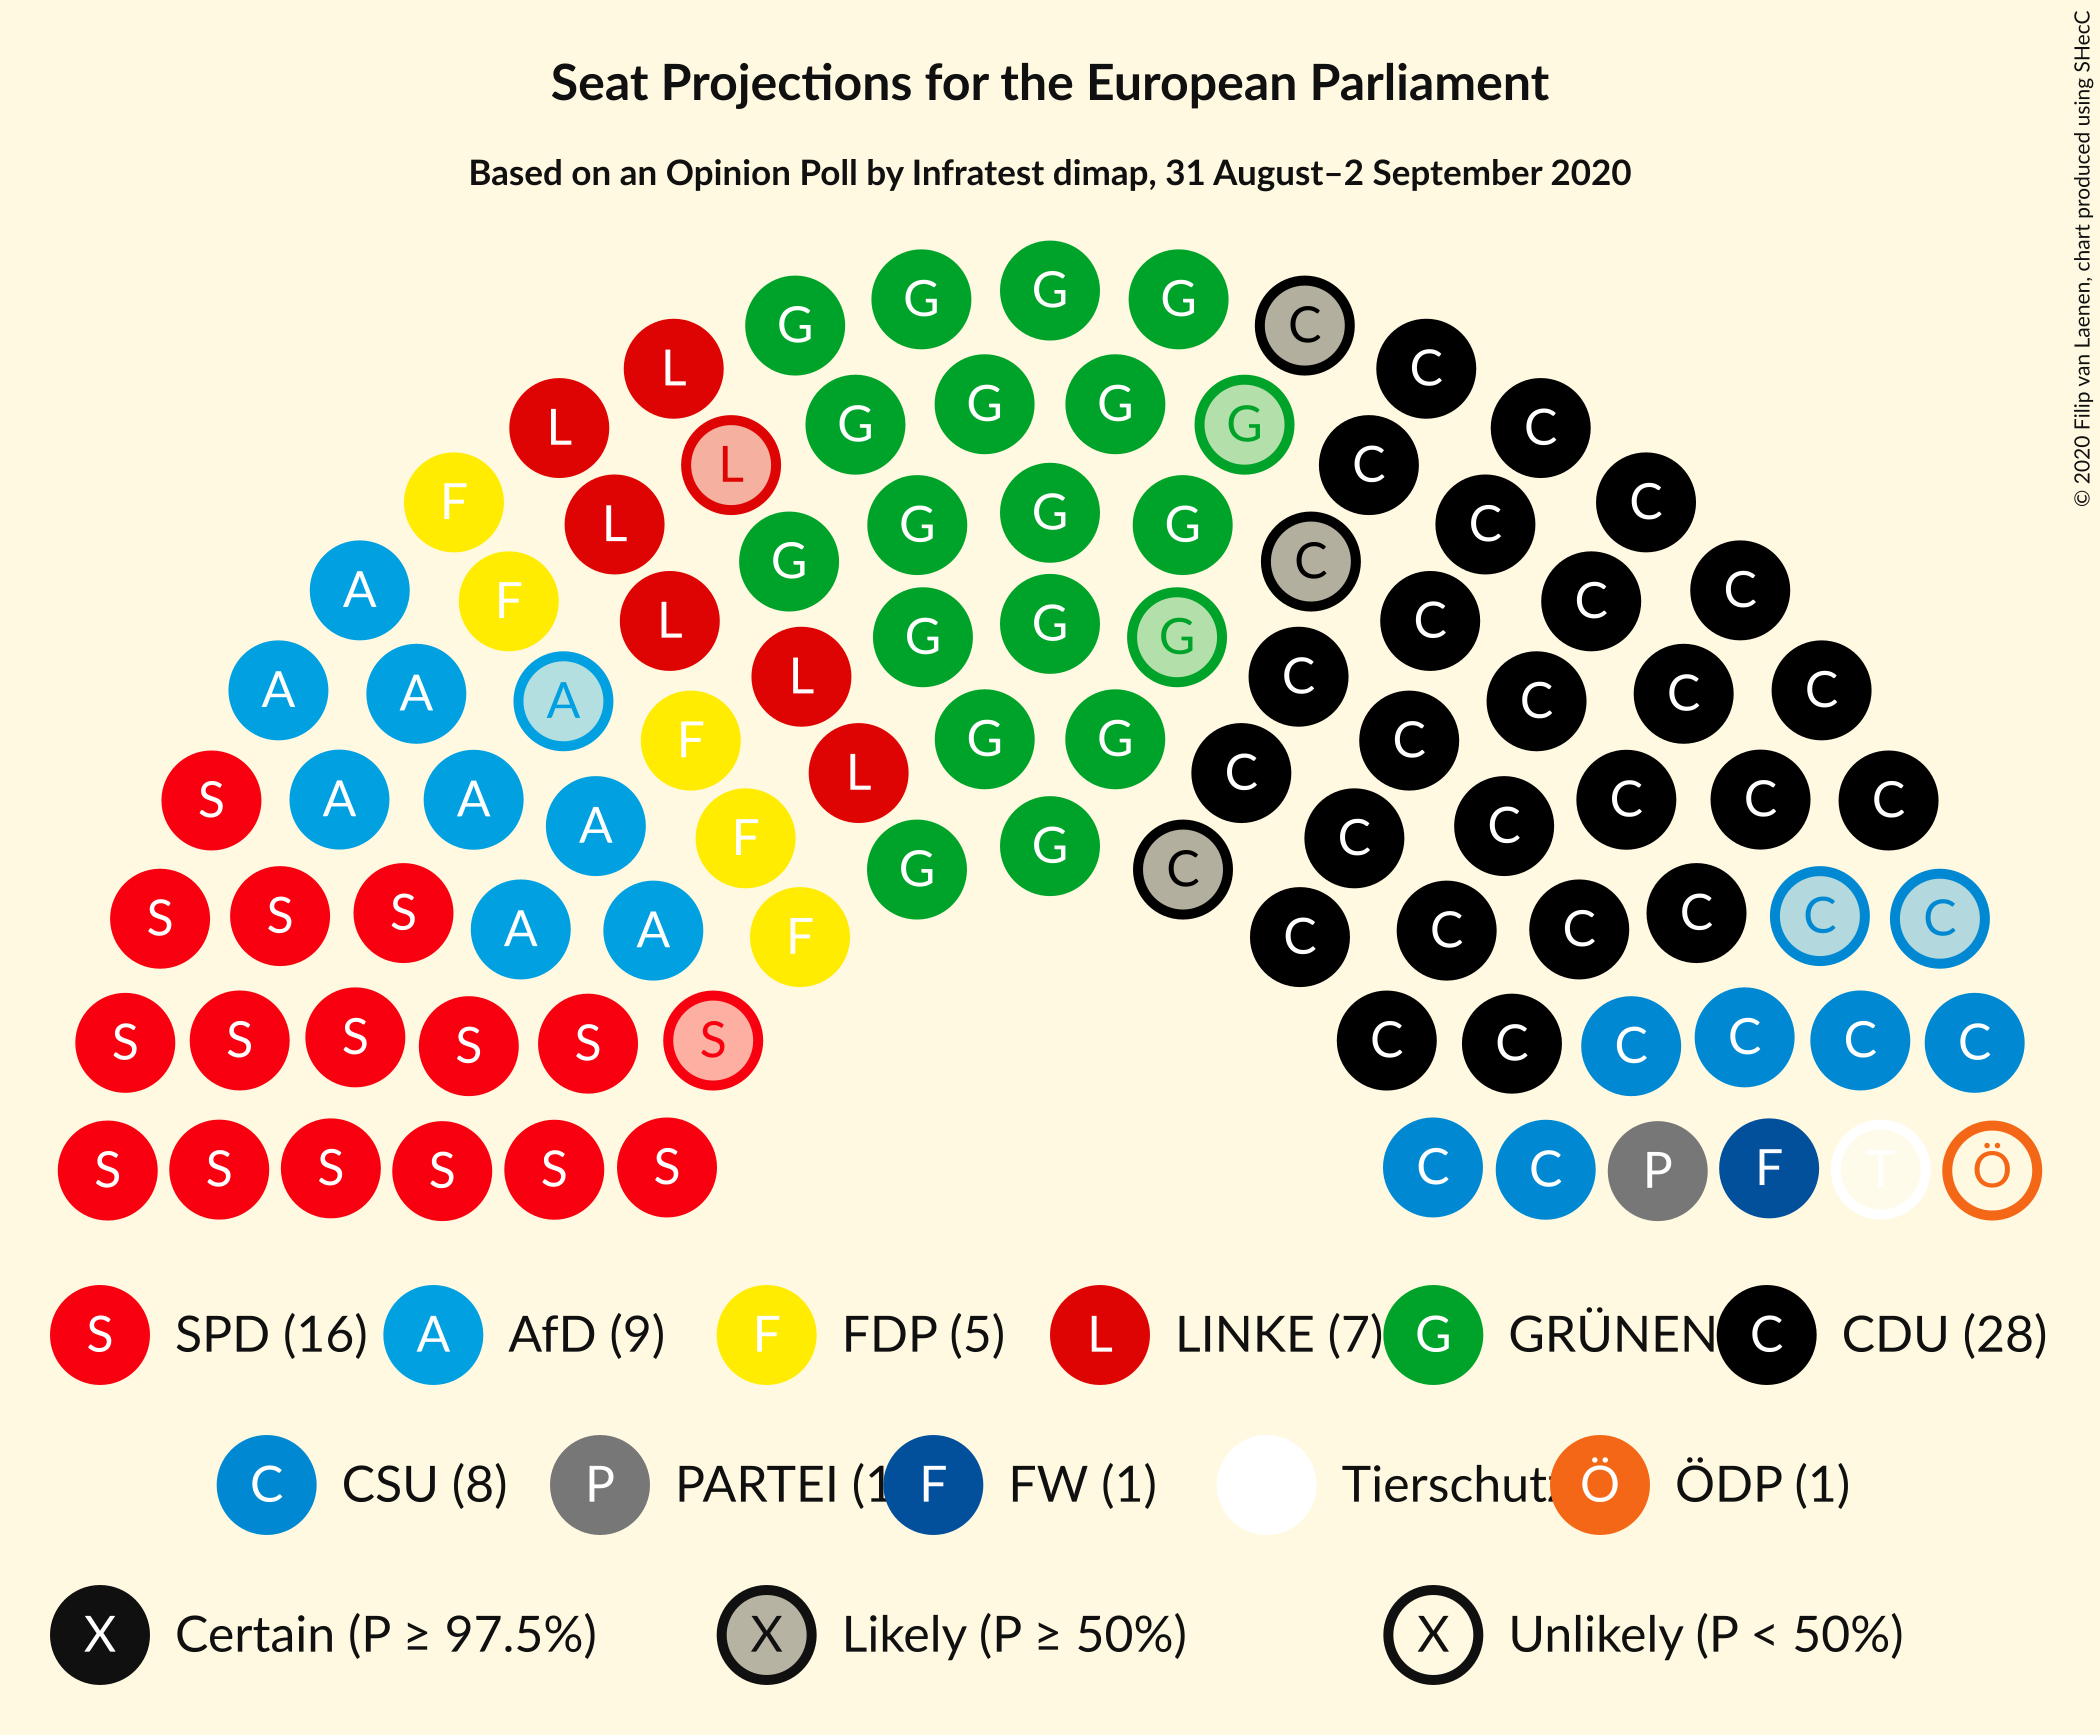 Seat Projections for the European Parliament
Based on an Opinion Poll by Infratest dimap, 31 August–2 September 2020
© 2020 Filip van Laenen, chart produced using SHecC
G G G G C
L G G G G C C
L L G C C
F L G G G C C C
A F L G G G C C C C
A A A L G G G C C C C C
S A A F L G G C C C C C C
S S S A A F G G C C C C C C C
S S S S S S C C C C C C
S S S S S S C C P F T Ö
S SPD (16) A AfD (9) F FDP (5) L LINKE (7) G GRÜNEN C CDU (28)
C CSU (8) P PARTEI (1 F FW (1) Tierschutz Ö ÖDP (1)
X Certain (P ≥ 97.5%) X Likely (P ≥ 50%) X Unlikely (P < 50%)